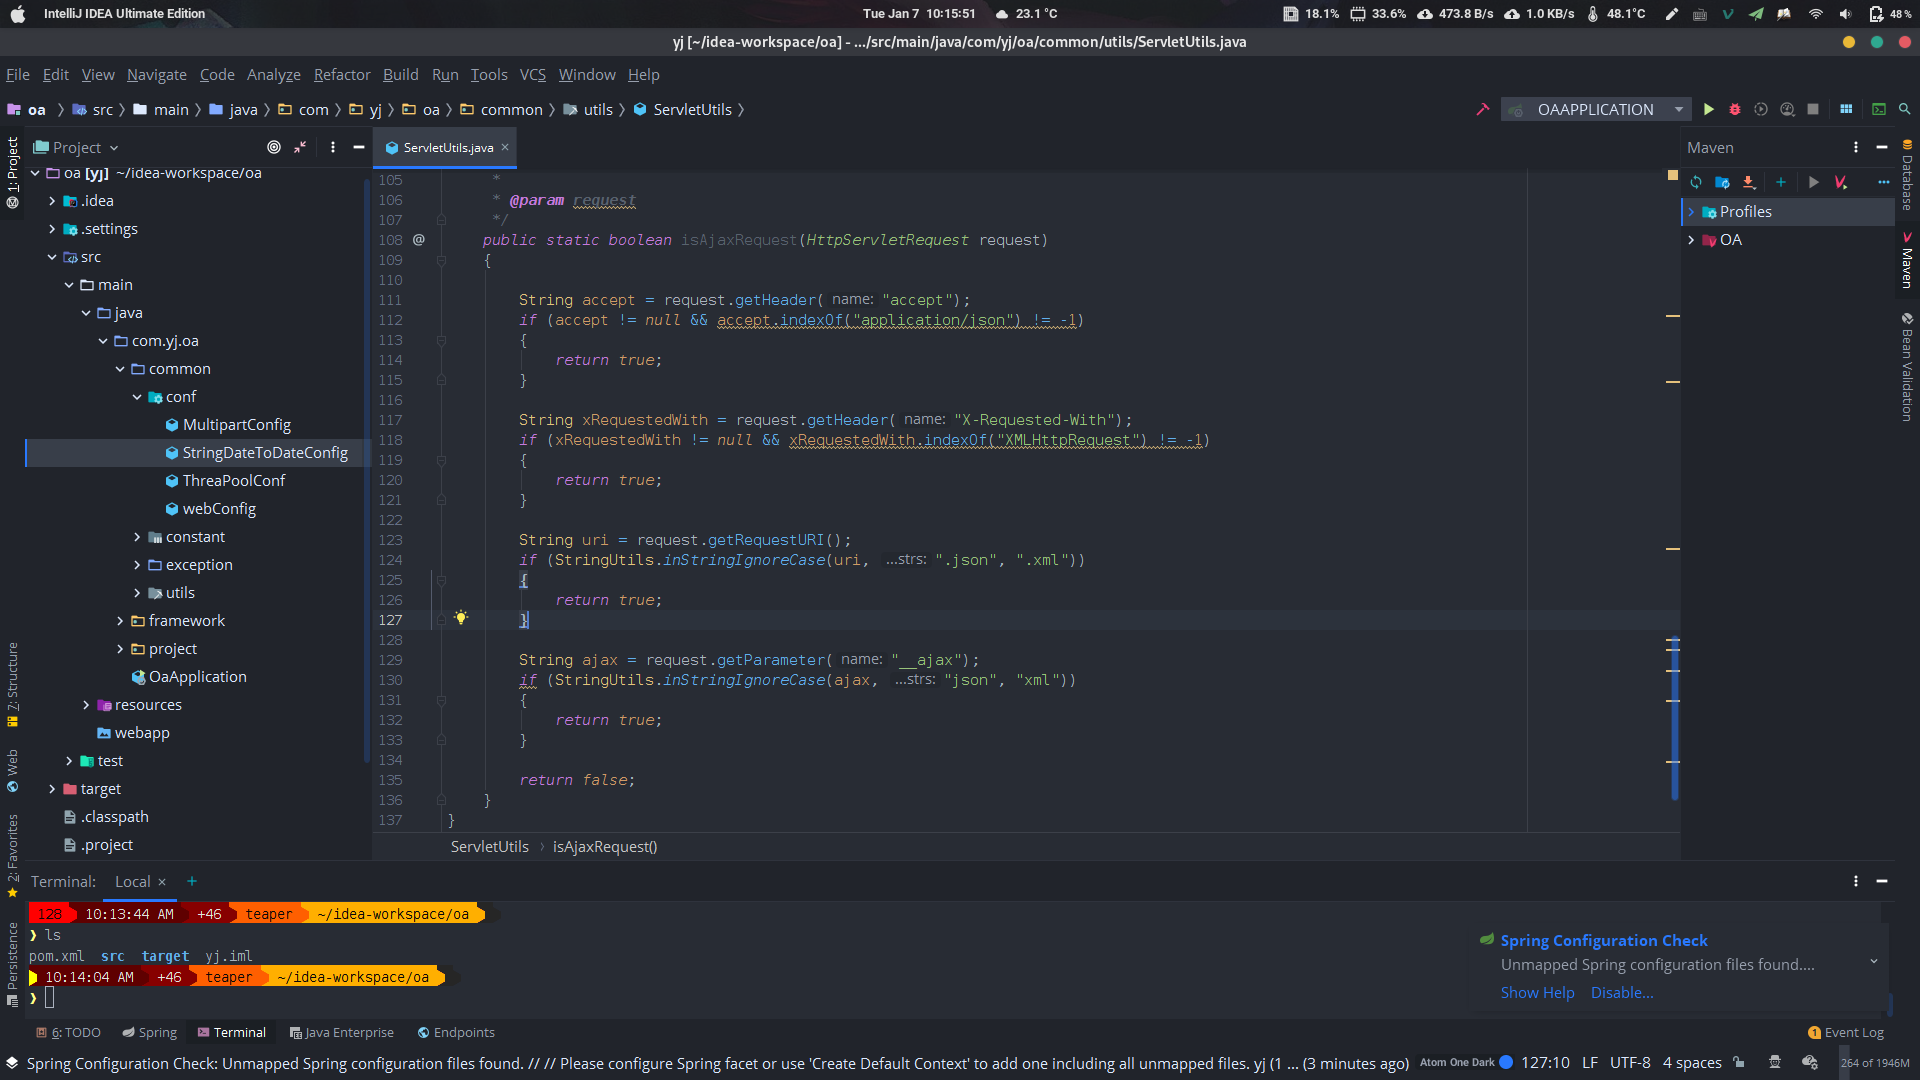 IntelliJ IDEA Ultimate Edition
Tue Jan 7  10:15:51
23.1 °C
18.1%
33.6%
473.8 B/s
1.0 KB/s
48.1°C
48 %
yj [~/idea-workspace/oa] - .../src/main/java/com/yj/oa/common/utils/ServletUtils.java
File Edit View Navigate Code Analyze Refactor Build Run Tools VCS Window Help
oa src main java com yj oa common utils ServletUtils
OAAPPLICATION
Project
oa [yj] ~/idea-workspace/oa
.idea
.settings
src
main
java
com.yj.oa
common
conf
MultipartConfig
StringDateToDateConfig
ThreaPoolConf
webConfig
constant
exception
utils
framework
project
OaApplication
resources
webapp
test
target
.classpath
.project
1: Project
7: Structure
Web
2: Favorites
Persistence
ServletUtils.java
105 *
106 * @param request
107 */
108 @ public static boolean isAjaxRequest(HttpServletRequest request)
109 {
110
111 String accept = request.getHeader( name: "accept");
112 if (accept != null && accept.indexOf("application/json") != -1)
113 {
114 return true;
115 }
116
117 String xRequestedWith = request.getHeader( name: "X-Requested-With");
118 if (xRequestedWith != null && xRequestedWith.indexOf("XMLHttpRequest") != -1)
119 {
120 return true;
121 }
122
123 String uri = request.getRequestURI();
124 if (StringUtils.inStringIgnoreCase(uri, ...strs: ".json", ".xml"))
125 {
126 return true;
127 }
128
129 String ajax = request.getParameter( name: "__ajax");
130 if (StringUtils.inStringIgnoreCase(ajax, ...strs: "json", "xml"))
131 {
132 return true;
133 }
134
135 return false;
136 }
137 }
ServletUtils isAjaxRequest()
Maven
Profiles
OA
Database
Maven
Bean Validation
Terminal: Local × +
128 10:13:44 AM +46 teaper ~/idea-workspace/oa
❯ ls
pom.xml src target yj.iml
10:14:04 AM +46 teaper ~/idea-workspace/oa
❯
Spring Configuration Check
Unmapped Spring configuration files found....
Show Help Disable...
6: TODO Spring Terminal Java Enterprise Endpoints
1 Event Log
Spring Configuration Check: Unmapped Spring configuration files found. // // Please configure Spring facet or use 'Create Default Context' to add one including all unmapped files. yj (1 ... (3 minutes ago)
Atom One Dark
127:10 LF UTF-8 4 spaces
264 of 1946M